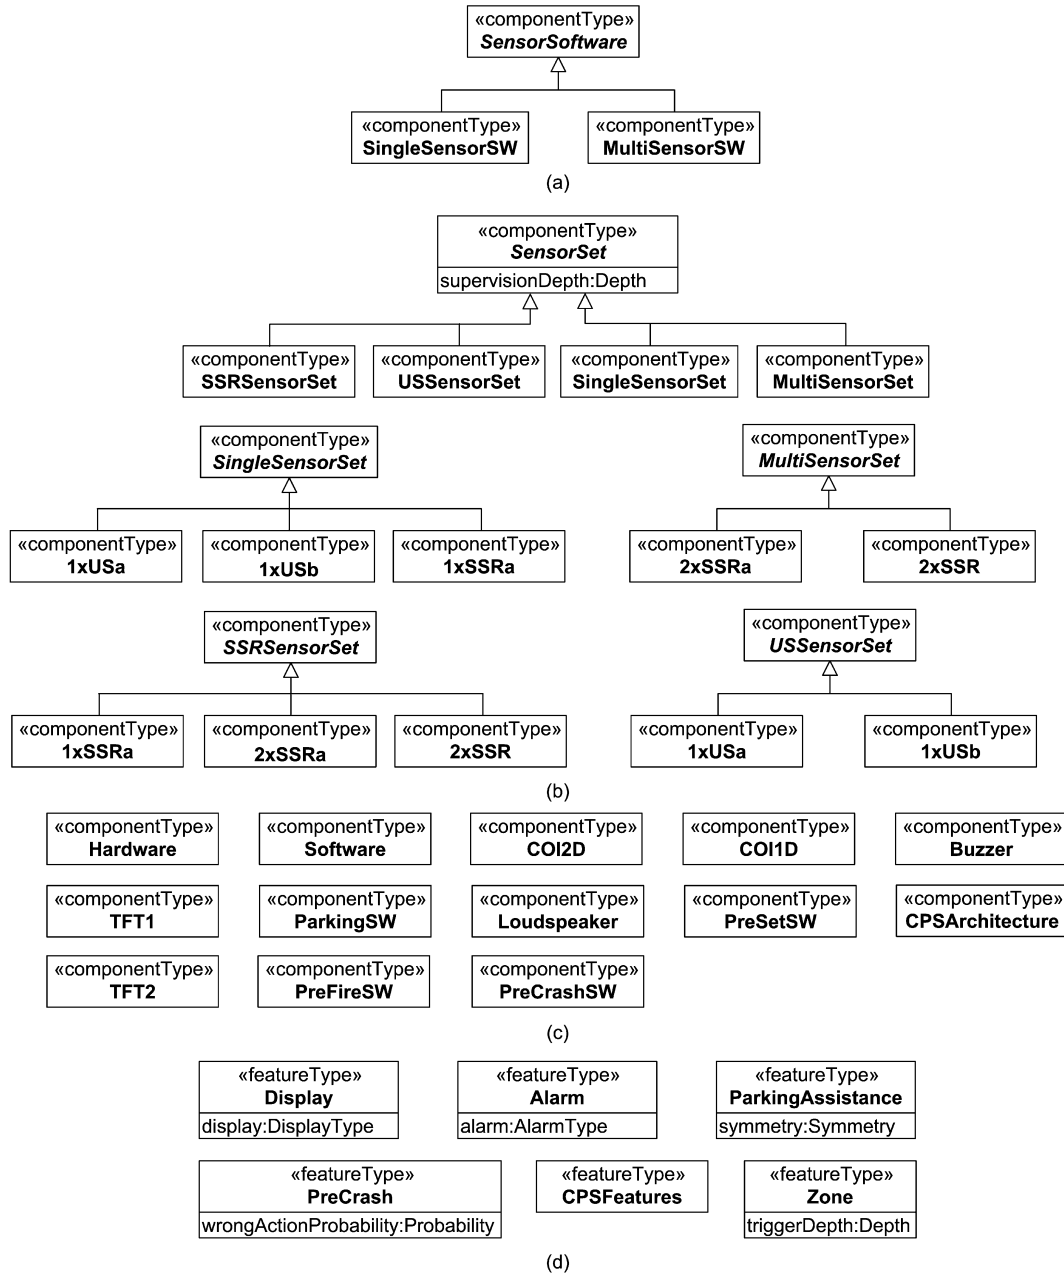 «componentType»
SensorSoftware
«componentType»
SingleSensorSW
«componentType»
MultiSensorSW
(a)
«componentType»
SensorSet
supervisionDepth:Depth
«componentType»
SSRSensorSet
«componentType»
USSensorSet
«componentType»
SingleSensorSet
«componentType»
MultiSensorSet
«componentType»
SingleSensorSet
«componentType»
MultiSensorSet
«componentType»
1xUSa
«componentType»
1xUSb
«componentType»
1xSSRa
«componentType»
2xSSRa
«componentType»
2xSSR
«componentType»
SSRSensorSet
«componentType»
USSensorSet
«componentType»
1xSSRa
«componentType»
2xSSRa
«componentType»
2xSSR
«componentType»
1xUSa
«componentType»
1xUSb
(b)
«componentType»
Hardware
«componentType»
Software
«componentType»
COI2D
«componentType»
COI1D
«componentType»
Buzzer
«componentType»
TFT1
«componentType»
ParkingSW
«componentType»
Loudspeaker
«componentType»
PreSetSW
«componentType»
CPSArchitecture
«componentType»
TFT2
«componentType»
PreFireSW
«componentType»
PreCrashSW
(c)
«featureType»
Display
display:DisplayType
«featureType»
Alarm
alarm:AlarmType
«featureType»
ParkingAssistance
symmetry:Symmetry
«featureType»
PreCrash
wrongActionProbability:Probability
«featureType»
CPSFeatures
«featureType»
Zone
triggerDepth:Depth
(d)